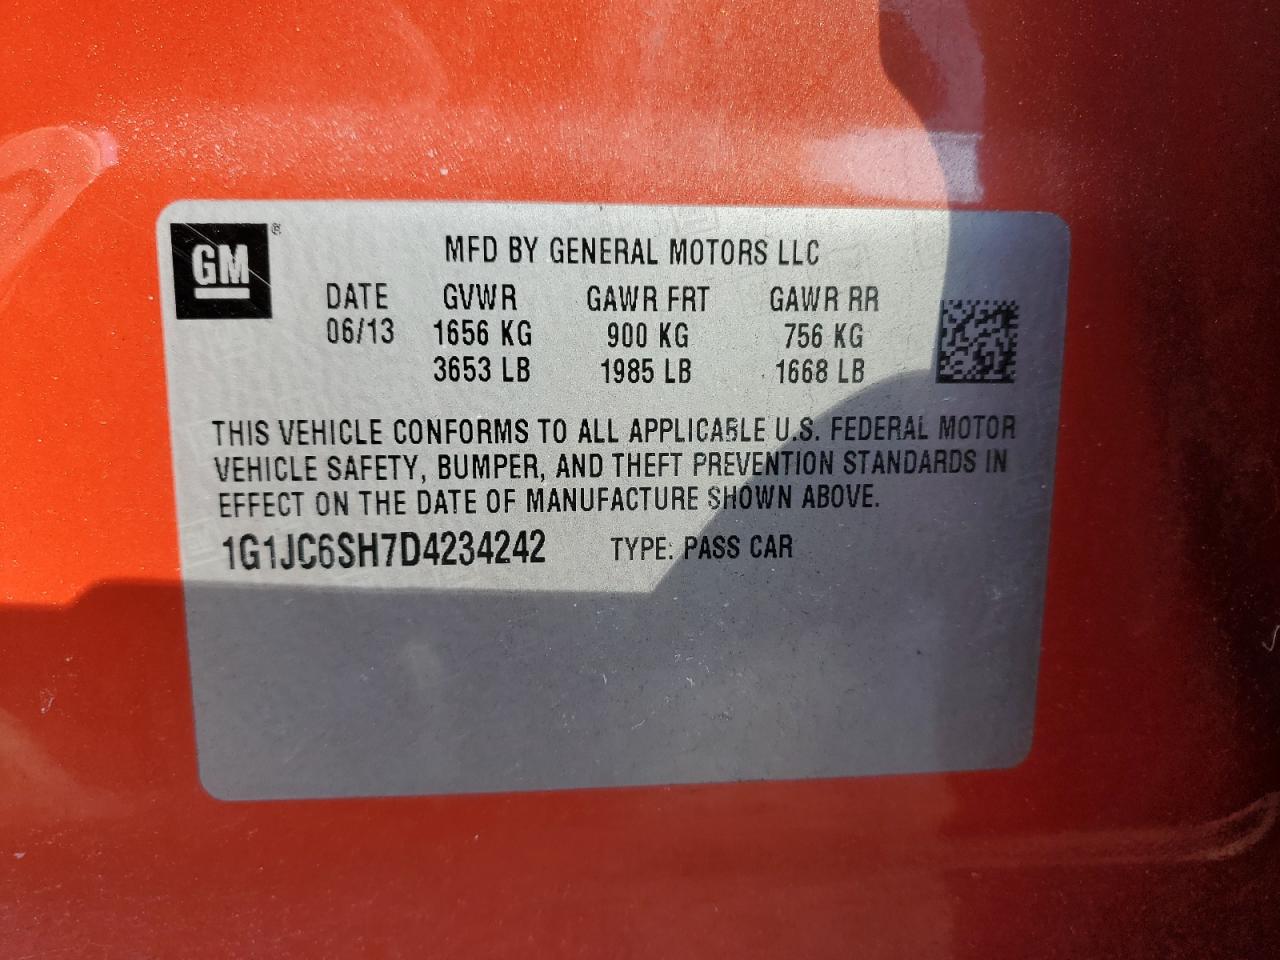 GM®
MFD BY GENERAL MOTORS LLC
DATE GVWR GAWR FRT GAWR RR
06/13 1656 KG 900 KG 756 KG
3653 LB 1985 LB 1668 LB
THIS VEHICLE CONFORMS TO ALL APPLICABLE U.S. FEDERAL MOTOR
VEHICLE SAFETY, BUMPER, AND THEFT PREVENTION STANDARDS IN
EFFECT ON THE DATE OF MANUFACTURE SHOWN ABOVE.
1G1JC6SH7D4234242 TYPE: PASS CAR